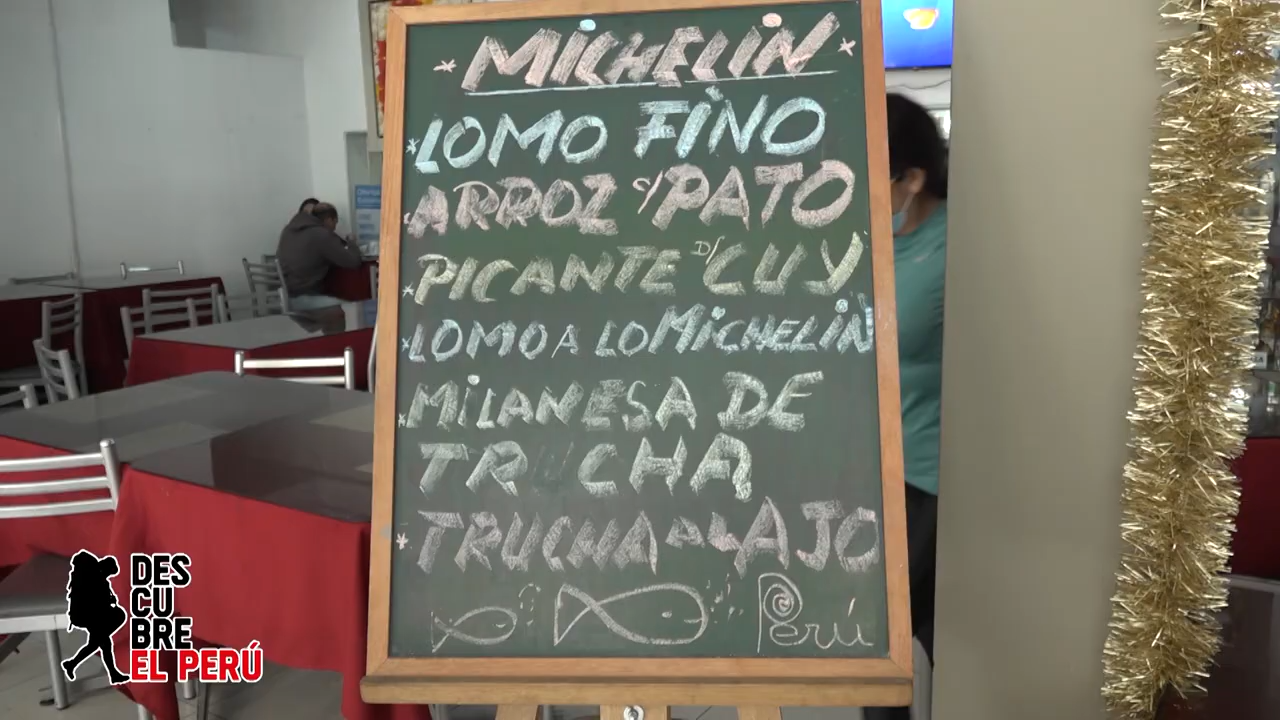 * MICHELIN *
* LOMO FINO
* ARROZ c/ PATO
* PICANTE D/ CUY
* LOMO A LO MICHELIN
* MILANESA DE
TRUCHA
* TRUCHA AL AJO
Perú
DES
CU
BRE
EL PERÚ